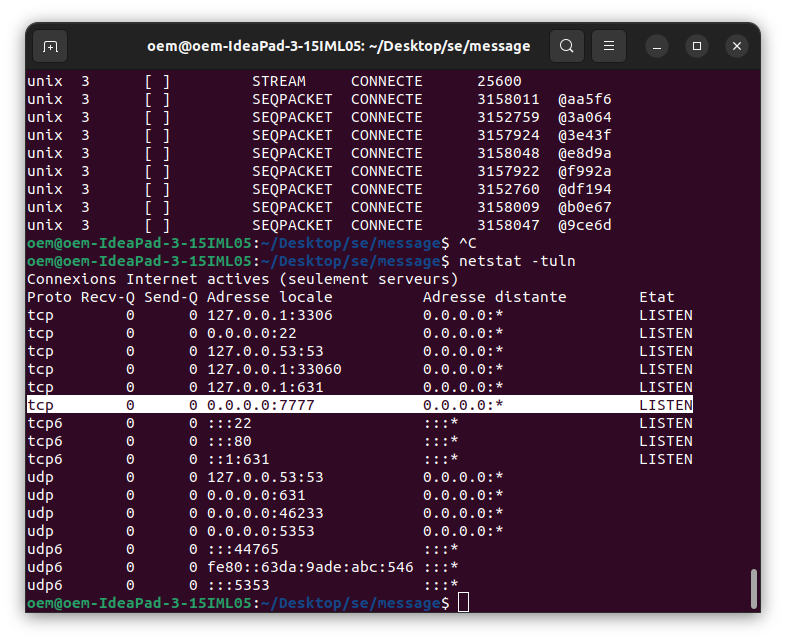 oem@oem-IdeaPad-3-15IML05: ~/Desktop/se/message
unix  3      [ ]         STREAM     CONNECTE      25600
unix  3      [ ]         SEQPACKET  CONNECTE      3158011  @aa5f6
unix  3      [ ]         SEQPACKET  CONNECTE      3152759  @3a064
unix  3      [ ]         SEQPACKET  CONNECTE      3157924  @3e43f
unix  3      [ ]         SEQPACKET  CONNECTE      3158048  @e8d9a
unix  3      [ ]         SEQPACKET  CONNECTE      3157922  @f992a
unix  3      [ ]         SEQPACKET  CONNECTE      3152760  @df194
unix  3      [ ]         SEQPACKET  CONNECTE      3158009  @b0e67
unix  3      [ ]         SEQPACKET  CONNECTE      3158047  @9ce6d
oem@oem-IdeaPad-3-15IML05:~/Desktop/se/message$ ^C
oem@oem-IdeaPad-3-15IML05:~/Desktop/se/message$ netstat -tuln
Connexions Internet actives (seulement serveurs)
Proto Recv-Q Send-Q Adresse locale          Adresse distante        Etat
tcp        0      0 127.0.0.1:3306          0.0.0.0:*               LISTEN
tcp        0      0 0.0.0.0:22              0.0.0.0:*               LISTEN
tcp        0      0 127.0.0.53:53           0.0.0.0:*               LISTEN
tcp        0      0 127.0.0.1:33060         0.0.0.0:*               LISTEN
tcp        0      0 127.0.0.1:631           0.0.0.0:*               LISTEN
tcp        0      0 0.0.0.0:7777            0.0.0.0:*               LISTEN
tcp6       0      0 :::22                   :::*                    LISTEN
tcp6       0      0 :::80                   :::*                    LISTEN
tcp6       0      0 ::1:631                 :::*                    LISTEN
udp        0      0 127.0.0.53:53           0.0.0.0:*
udp        0      0 0.0.0.0:631             0.0.0.0:*
udp        0      0 0.0.0.0:46233           0.0.0.0:*
udp        0      0 0.0.0.0:5353            0.0.0.0:*
udp6       0      0 :::44765                :::*
udp6       0      0 fe80::63da:9ade:abc:546 :::*
udp6       0      0 :::5353                 :::*
oem@oem-IdeaPad-3-15IML05:~/Desktop/se/message$